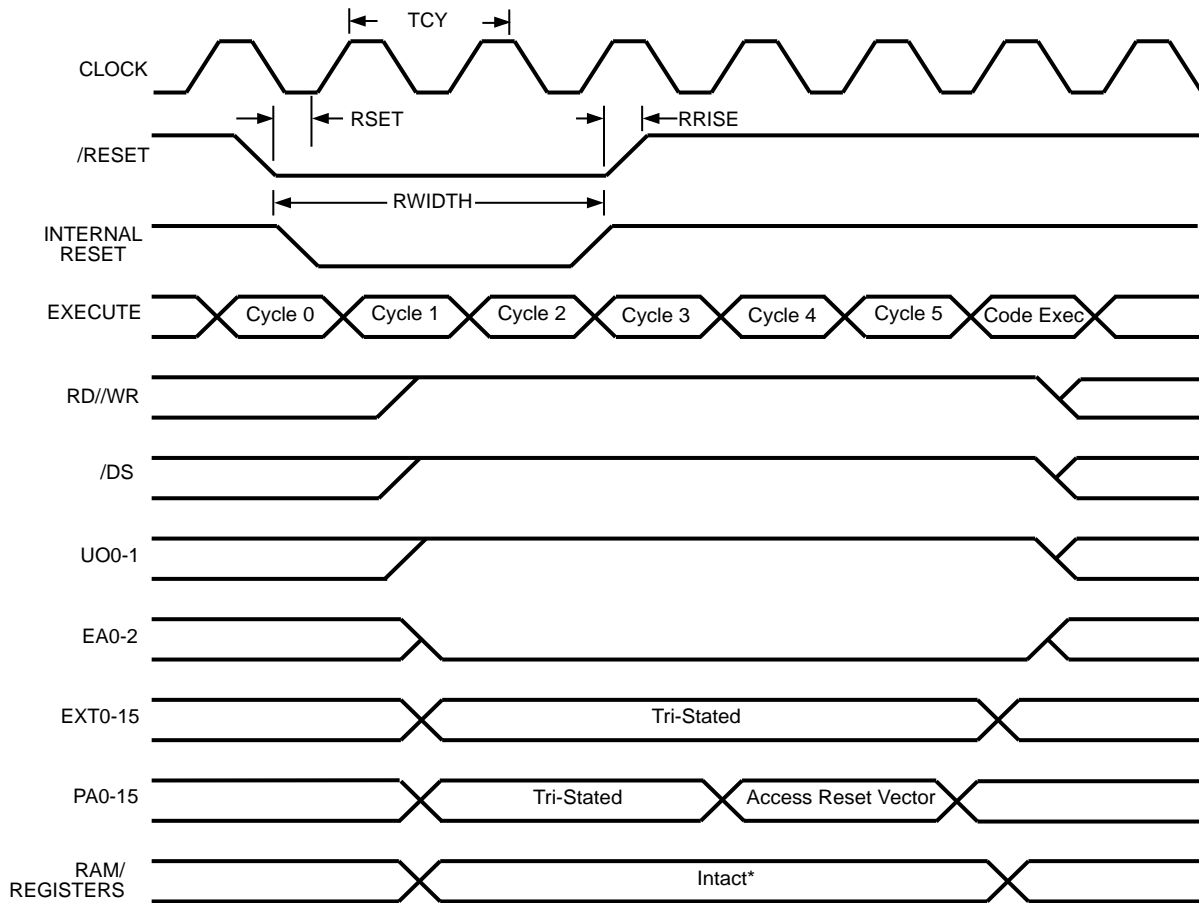 TCY
CLOCK
RSET
RRISE
/RESET
RWIDTH
INTERNAL
RESET
EXECUTE
Cycle 0
Cycle 1
Cycle 2
Cycle 3
Cycle 4
Cycle 5
Code Exec
RD//WR
/DS
UO0-1
EA0-2
EXT0-15
Tri-Stated
PA0-15
Tri-Stated
Access Reset Vector
RAM/
REGISTERS
Intact*